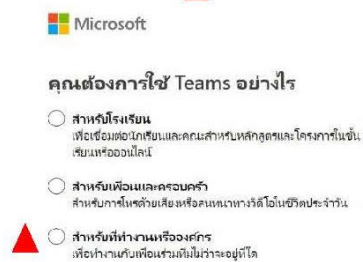 Microsoft
คุณต้องการใช้ Teams อย่างไร
สำหรับโรงเรียน
เพื่อเชื่อมต่อนักเรียนและคณะสำหรับหลักสูตรและโครงการในชั้น
เรียนหรือออนไลน์
สำหรับเพื่อนและครอบครัว
สำหรับการโทรด้วยเสียงหรือสนทนาทางวิดีโอในชีวิตประจำวัน
สำหรับที่ทำงานหรือองค์กร
เพื่อทำงานกับเพื่อนร่วมทีมไม่ว่าจะอยู่ที่ใด